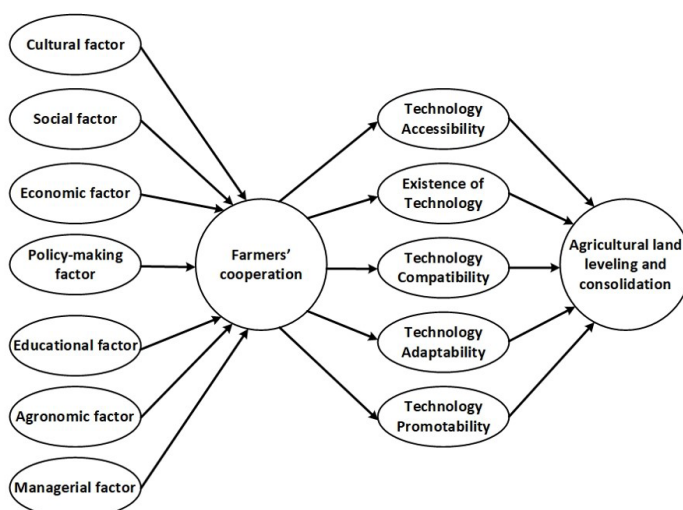 Cultural factor
Social factor
Economic factor
Policy-making
factor
Educational factor
Agronomic factor
Managerial factor
Farmers'
cooperation
Technology
Accessibility
Existence of
Technology
Technology
Compatibility
Technology
Adaptability
Technology
Promotability
Agricultural land
leveling and
consolidation